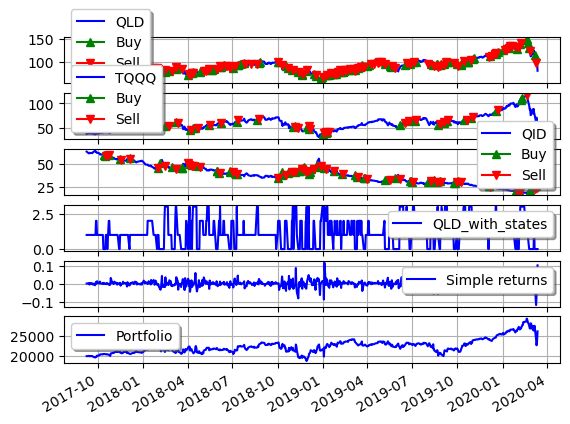 QLD
Buy
Sell
150
100
TQQQ
Buy
Sell
100
50
QID
Buy
Sell
50
25
QLD_with_states
2.5
0.0
Simple returns
0.1
0.0
−0.1
Portfolio
25000
20000
2017-10 2018-01 2018-04 2018-07 2018-10 2019-01 2019-04 2019-07 2019-10 2020-01 2020-04